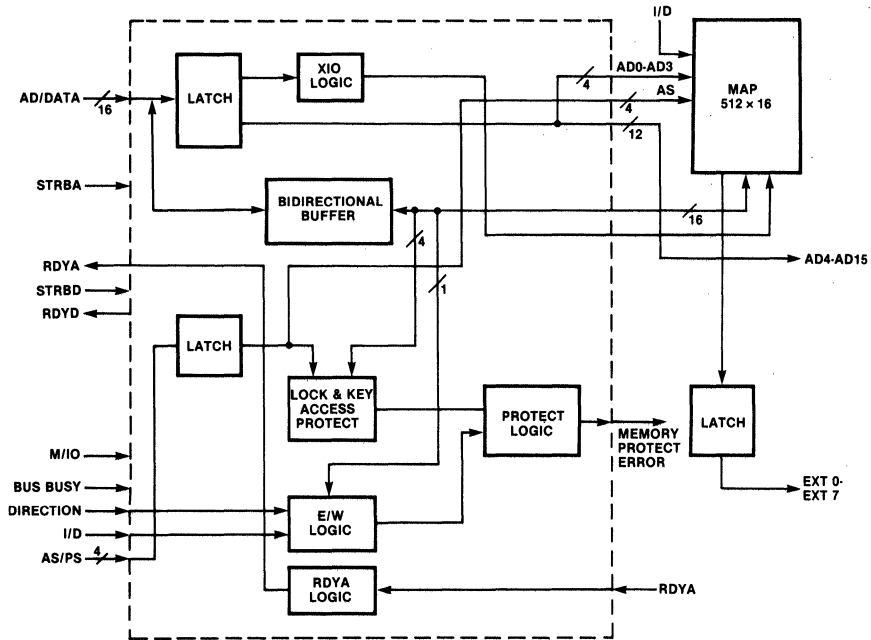 I/D
XIO
LOGIC
AD0-AD3
4
MAP
512 × 16
AD/DATA
16
LATCH
AS
4
12
STRBA
BIDIRECTIONAL
BUFFER
4
16
RDYA
AD4-AD15
1
STRBD
RDYD
LATCH
LOCK & KEY
ACCESS
PROTECT
PROTECT
LOGIC
LATCH
MEMORY
PROTECT
ERROR
M/IO
BUS BUSY
EXT 0-
EXT 7
DIRECTION
E/W
LOGIC
I/D
AS/PS
4
RDYA
LOGIC
RDYA